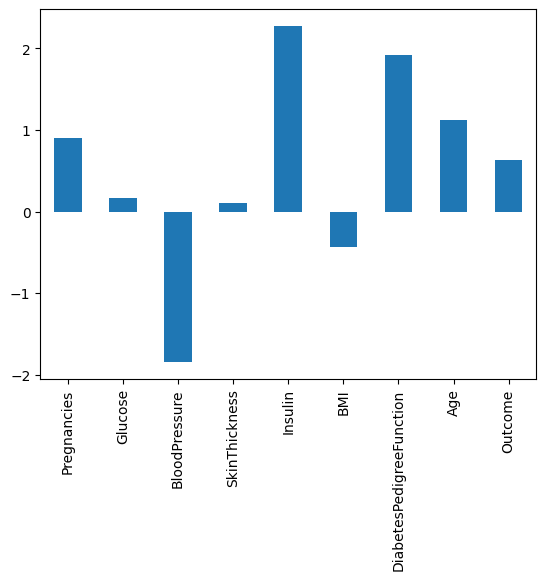 2
1
0
−1
−2
Pregnancies
Glucose
BloodPressure
SkinThickness
Insulin
BMI
DiabetesPedigreeFunction
Age
Outcome